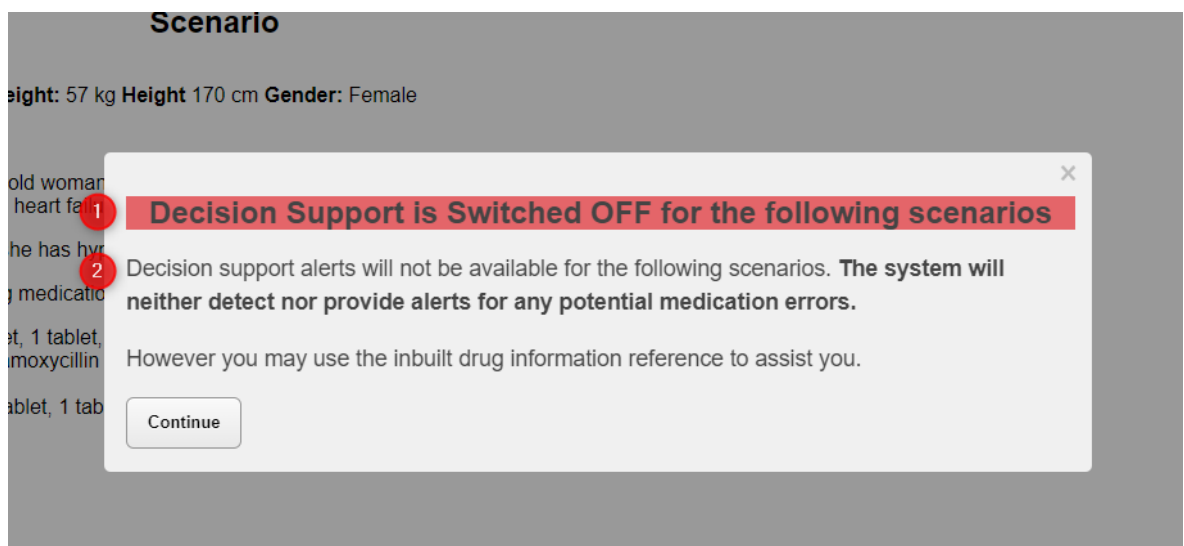 Scenario
eight: 57 kg Height 170 cm Gender: Female
old woman
heart fail
1 Decision Support is Switched OFF for the following scenarios
he has hyp
2 Decision support alerts will not be available for the following scenarios. The system will
neither detect nor provide alerts for any potential medication errors.
g medicatio
et, 1 tablet,
moxycillin
However you may use the inbuilt drug information reference to assist you.
ablet, 1 tab
Continue